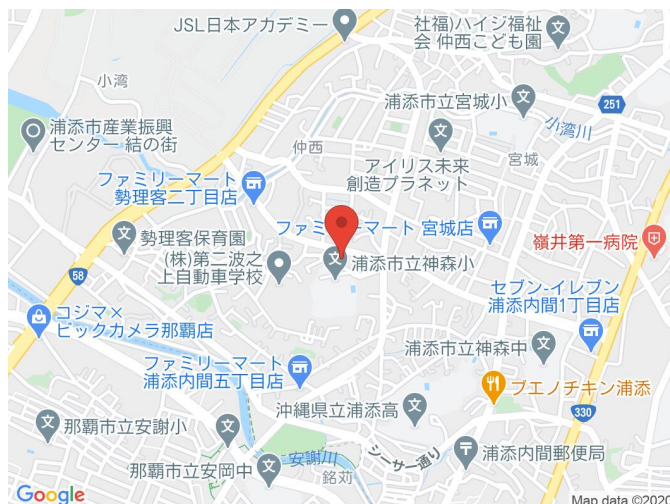 JSL日本アカデミー
社福)ハイジ福祉
会 仲西こども園
小湾
浦添市立宮城小
251
小湾川
浦添市産業振興
センター 結の街
仲西
アイリス未来
創造プラネット
宮城
ファミリーマート
勢理客二丁目店
ファミリーマート 宮城店
嶺井第一病院
勢理客保育園
(株)第二波之
上自動車学校
浦添市立神森小
58
セブン-イレブン
浦添内間1丁目店
コジマ×
ビックカメラ那覇店
浦添市立神森中
ファミリーマート
浦添内間五丁目店
ブエノチキン浦添
沖縄県立浦添高
330
那覇市立安謝小
シーサー通り
浦添内間郵便局
安謝川
那覇市立安岡中
銘苅
Google
Map data ©2020